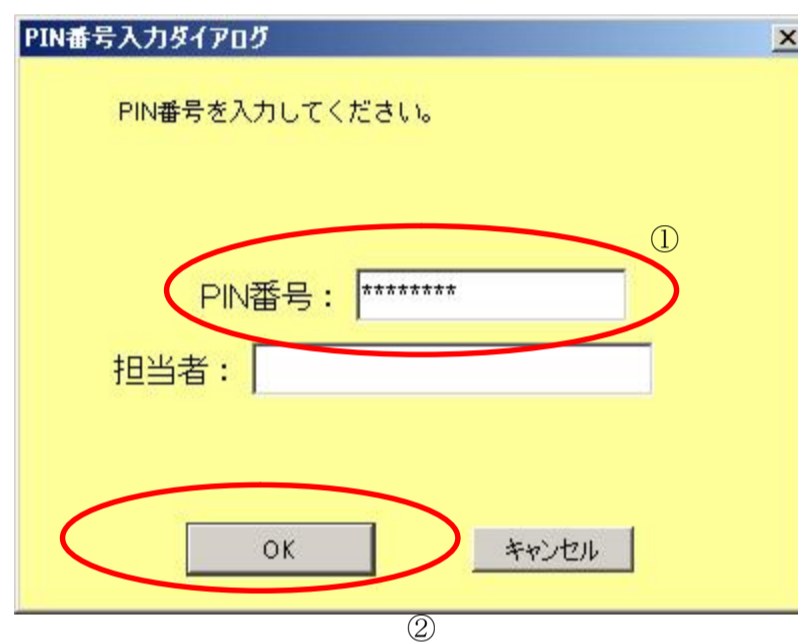 PIN番号入力ダイアログ
PIN番号を入力してください。
①
PIN番号： ********
担当者：
OK キャンセル
②